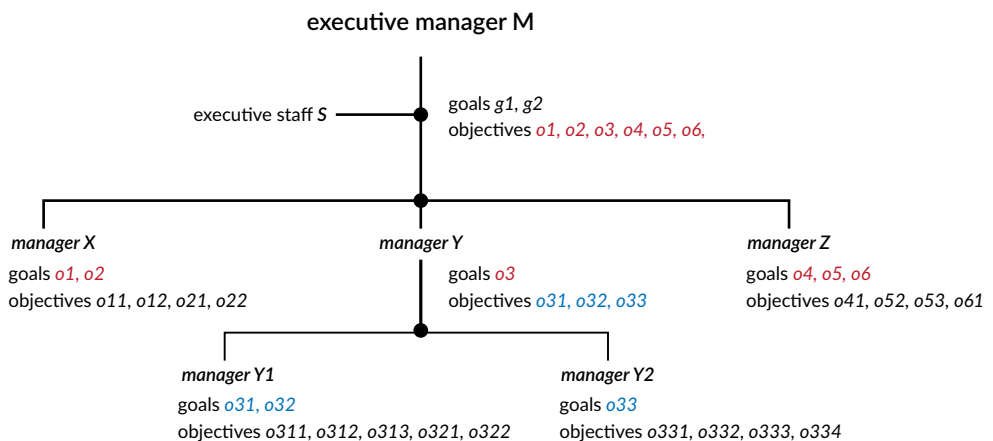 executive manager M
executive staff S
goals g1, g2
objectives o1, o2, o3, o4, o5, o6,
manager X
goals o1, o2
objectives o11, o12, o21, o22
manager Y
goals o3
objectives o31, o32, o33
manager Z
goals o4, o5, o6
objectives o41, o52, o53, o61
manager Y1
goals o31, o32
objectives o311, o312, o313, o321, o322
manager Y2
goals o33
objectives o331, o332, o333, o334